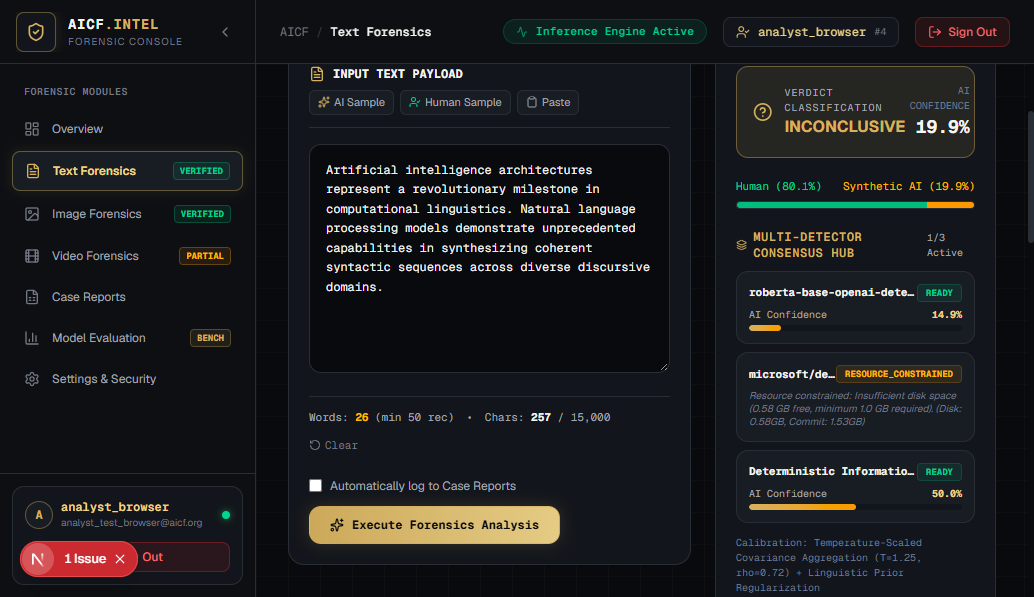 AICF.INTEL
FORENSIC CONSOLE
AICF / Text Forensics
Inference Engine Active
analyst_browser #4
Sign Out
FORENSIC MODULES
Overview
Text Forensics VERIFIED
Image Forensics VERIFIED
Video Forensics PARTIAL
Case Reports
Model Evaluation BENCH
Settings & Security
A
analyst_browser
analyst_test_browser@aicf.org
N 1 Issue
Out
INPUT TEXT PAYLOAD
AI Sample
Human Sample
Paste
Artificial intelligence architectures
represent a revolutionary milestone in
computational linguistics. Natural language
processing models demonstrate unprecedented
capabilities in synthesizing coherent
syntactic sequences across diverse discursive
domains.
Words: 26 (min 50 rec) • Chars: 257 / 15,000
Clear
Automatically log to Case Reports
Execute Forensics Analysis
VERDICT
CLASSIFICATION
INCONCLUSIVE
AI
CONFIDENCE
19.9%
Human (80.1%) Synthetic AI (19.9%)
MULTI-DETECTOR
CONSENSUS HUB
1/3
Active
roberta-base-openai-dete… READY
AI Confidence 14.9%
microsoft/de… RESOURCE_CONSTRAINED
Resource constrained: Insufficient disk space
(0.58 GB free, minimum 1.0 GB required). (Disk:
0.58GB, Commit: 1.53GB)
Deterministic Informatio… READY
AI Confidence 50.0%
Calibration: Temperature-Scaled
Covariance Aggregation (T=1.25,
rho=0.72) + Linguistic Prior
Regularization